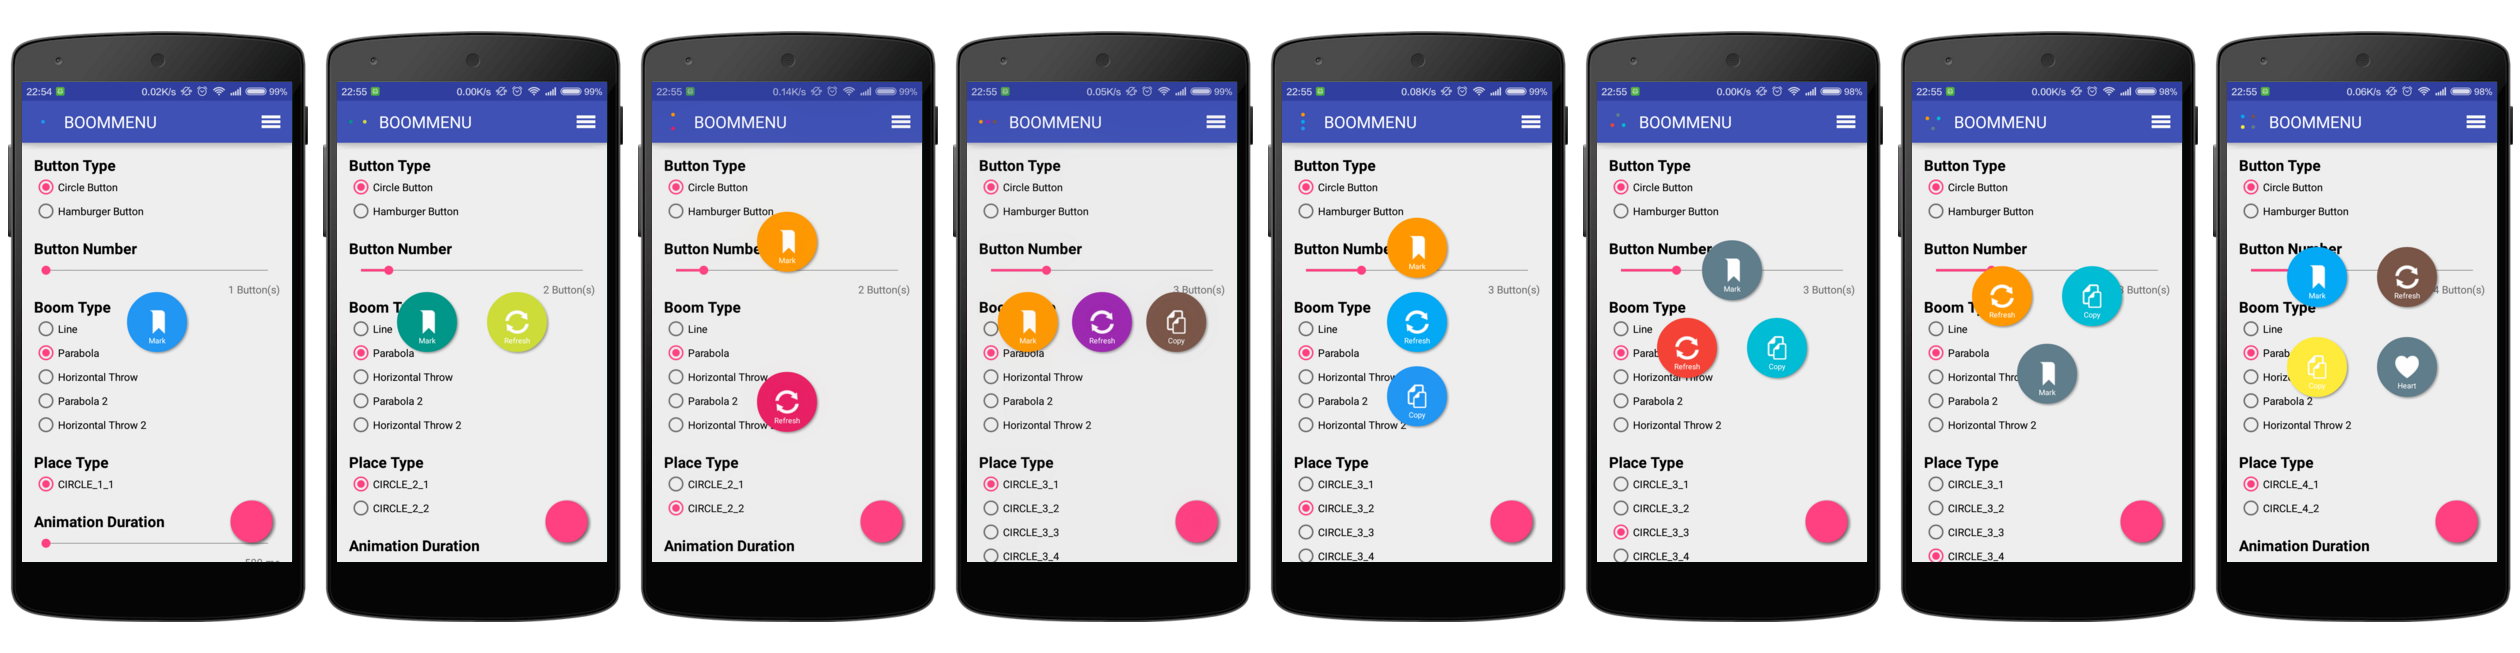 22:54 0.02K/s 99%
BOOMMENU
Button Type
Circle Button
Hamburger Button
Button Number
1 Button(s)
Boom Type
Line
Mark
Parabola
Horizontal Throw
Parabola 2
Horizontal Throw 2
Place Type
CIRCLE_1_1
Animation Duration
22:55 0.00K/s 99%
BOOMMENU
Button Type
Circle Button
Hamburger Button
Button Number
2 Button(s)
Boom T
Line
Mark Refresh
Parabola
Horizontal Throw
Parabola 2
Horizontal Throw 2
Place Type
CIRCLE_2_1
CIRCLE_2_2
Animation Duration
22:55 0.14K/s 99%
BOOMMENU
Button Type
Circle Button
Hamburger Button
Button Numbe
Mark
2 Button(s)
Boom Type
Line
Parabola
Horizontal Throw
Parabola 2
Refresh
Horizontal Throw
Place Type
CIRCLE_2_1
CIRCLE_2_2
Animation Duration
22:55 0.05K/s 99%
BOOMMENU
Button Type
Circle Button
Hamburger Button
Button Number
3 Button(s)
Boo
Mark Refresh Copy
Parabola
Horizontal Throw
Parabola 2
Horizontal Throw 2
Place Type
CIRCLE_3_1
CIRCLE_3_2
CIRCLE_3_3
CIRCLE_3_4
22:55 0.08K/s 99%
BOOMMENU
Button Type
Circle Button
Hamburger Button
Button Numbe
Mark
3 Button(s)
Boom Type
Line
Refresh
Parabola
Horizontal Throw
Parabola 2
Copy
Horizontal Throw 2
Place Type
CIRCLE_3_1
CIRCLE_3_2
CIRCLE_3_3
CIRCLE_3_4
22:55 0.00K/s 98%
BOOMMENU
Button Type
Circle Button
Hamburger Button
Button Number
Mark
3 Button(s)
Boom Type
Line
Parab
Refresh Copy
Horizontal Throw
Parabola 2
Horizontal Throw 2
Place Type
CIRCLE_3_1
CIRCLE_3_2
CIRCLE_3_3
CIRCLE_3_4
22:55 0.00K/s 98%
BOOMMENU
Button Type
Circle Button
Hamburger Button
Button Number
Button(s)
Boom T
Refresh Copy
Line
Parabola
Horizontal Thro
Mark
Parabola 2
Horizontal Throw 2
Place Type
CIRCLE_3_1
CIRCLE_3_2
CIRCLE_3_3
CIRCLE_3_4
22:55 0.06K/s 98%
BOOMMENU
Button Type
Circle Button
Hamburger Button
Button Number
4 Button(s)
Mark Refresh
Boom Type
Line
Parab
Horiz
Copy Heart
Parabola 2
Horizontal Throw 2
Place Type
CIRCLE_4_1
CIRCLE_4_2
Animation Duration